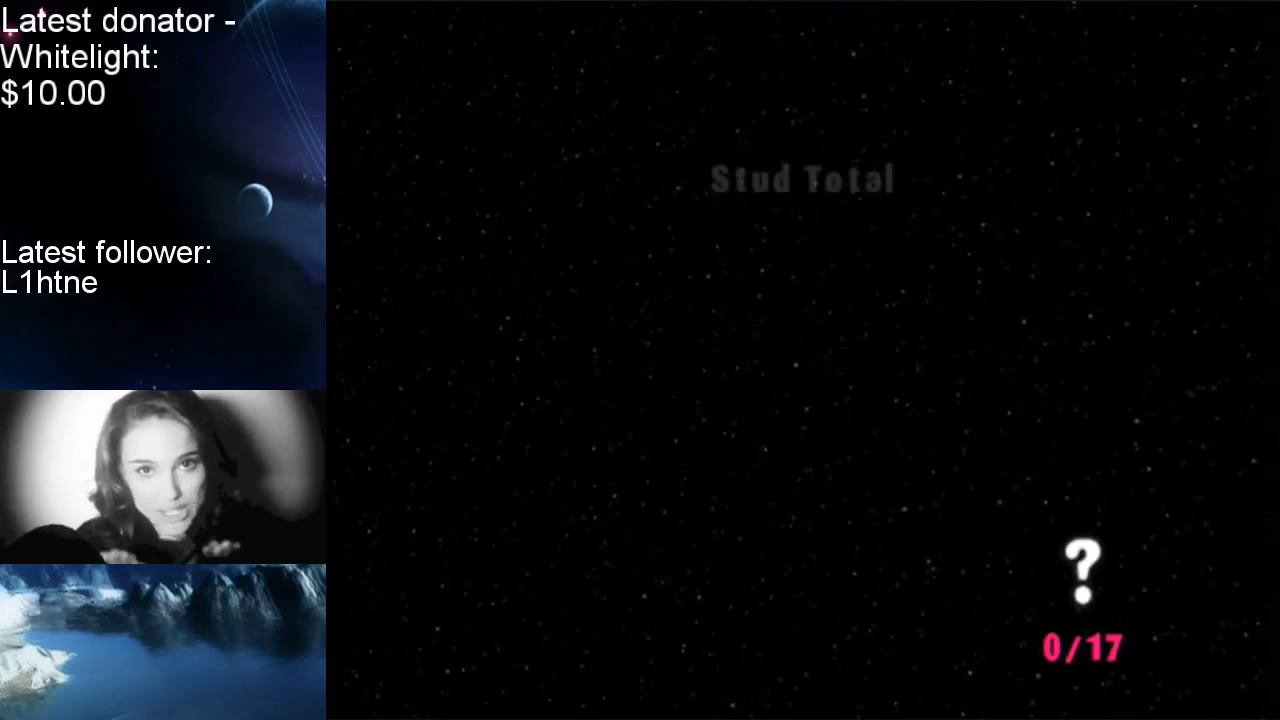 Latest donator -
Whitelight:
$10.00
Latest follower:
L1htne
Stud Total
?
0/17